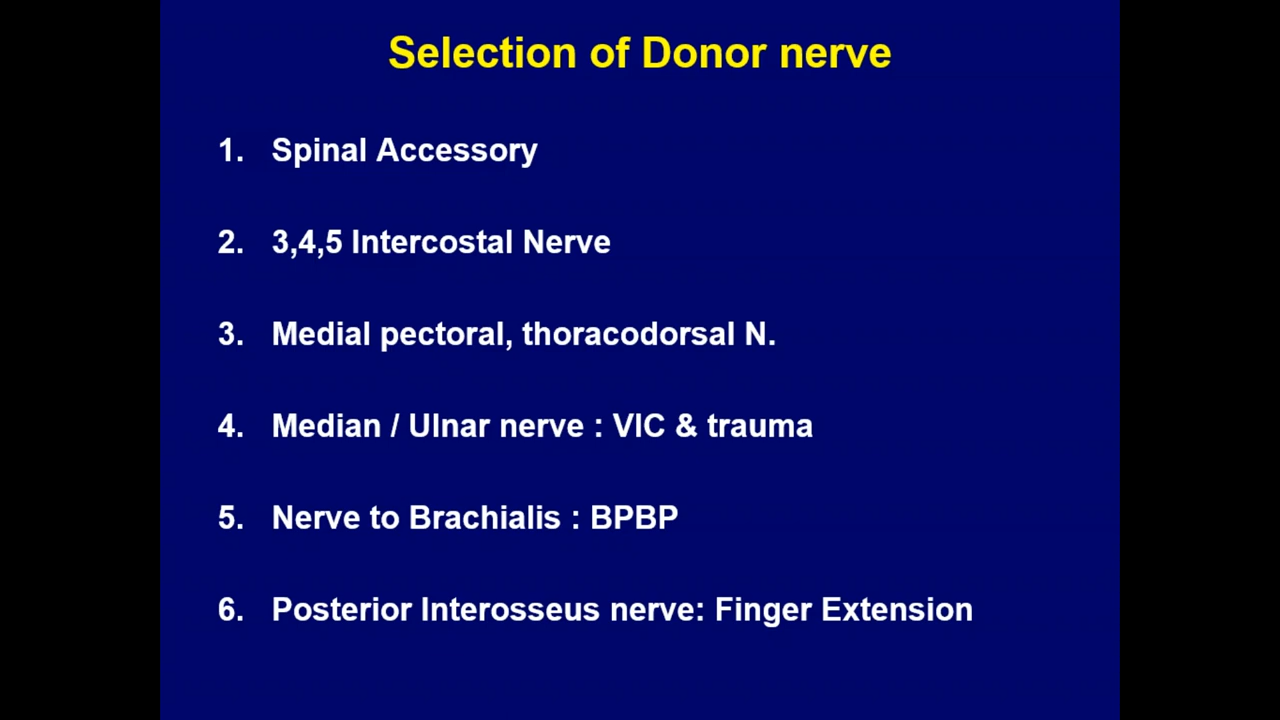 Selection of Donor nerve
1. Spinal Accessory
2. 3,4,5 Intercostal Nerve
3. Medial pectoral, thoracodorsal N.
4. Median / Ulnar nerve : VIC & trauma
5. Nerve to Brachialis : BPBP
6. Posterior Interosseus nerve: Finger Extension